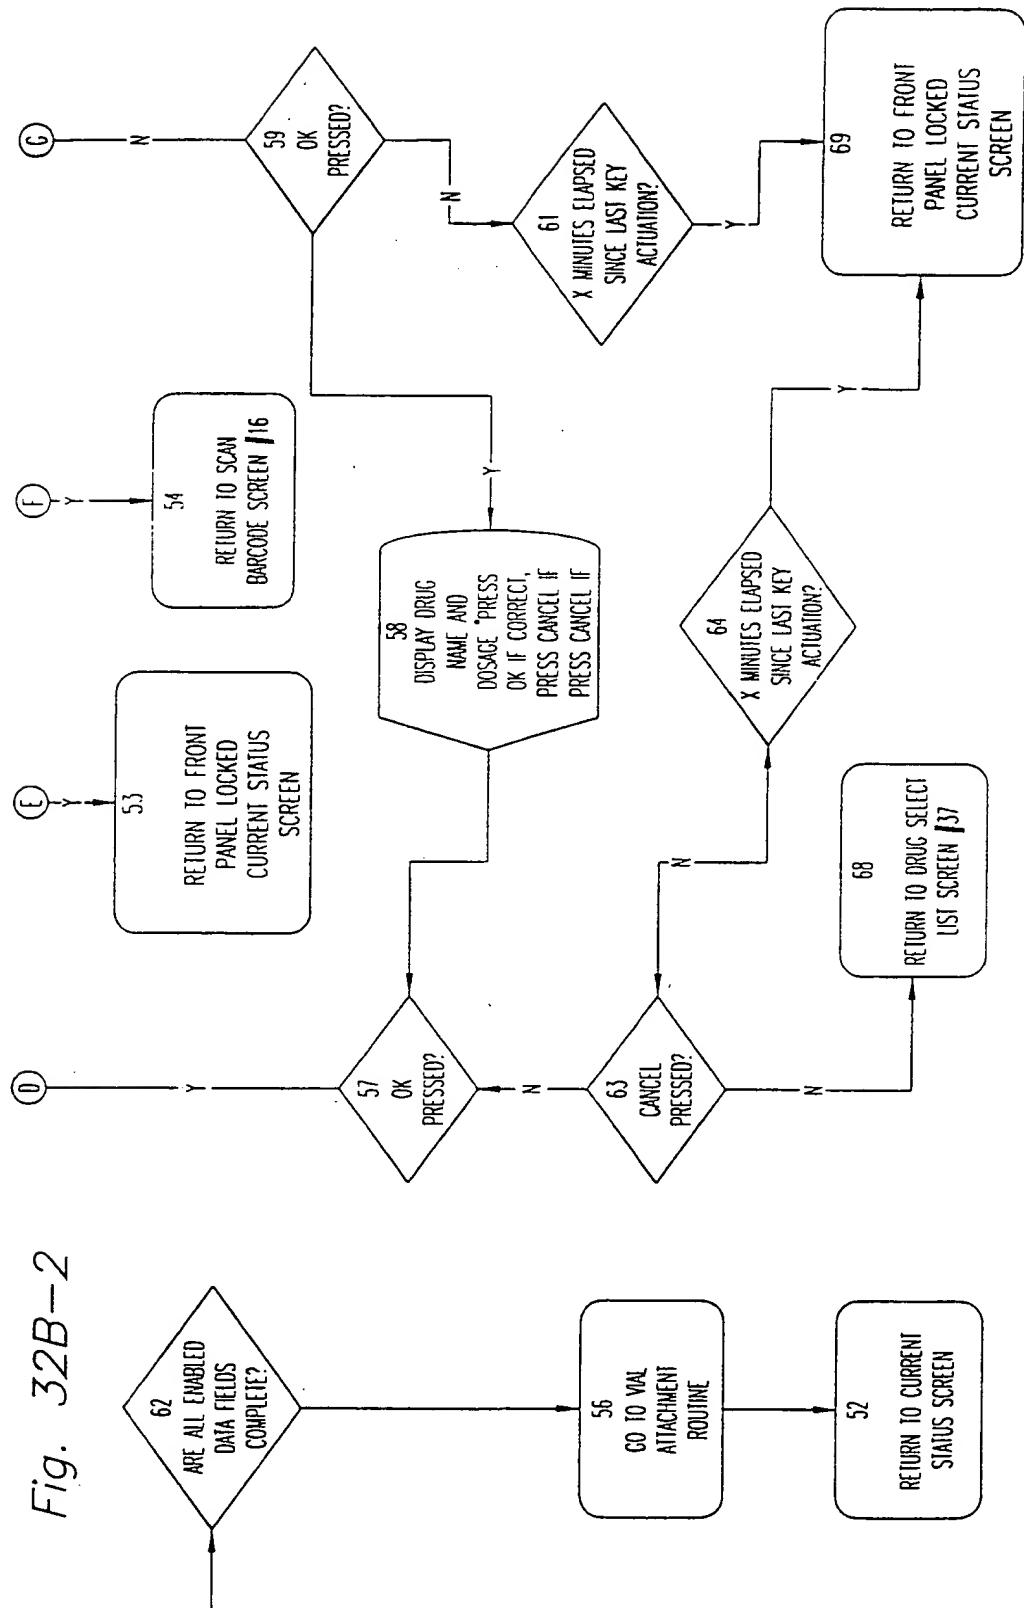 Fig. 32B-2
D
E
F
G
Y
Y
Y
N
62
ARE ALL ENABLED
DATA FIELDS
COMPLETE?
53
RETURN TO FRONT
PANEL LOCKED
CURRENT STATUS
SCREEN
54
RETURN TO SCAN
BARCODE SCREEN /16
59
OK
PRESSED?
57
OK
PRESSED?
58
DISPLAY DRUG
NAME AND
DOSAGE "PRESS
OK IF CORRECT,
PRESS CANCEL IF
PRESS CANCEL IF
Y
N
N
61
X MINUTES ELAPSED
SINCE LAST KEY
ACTUATION?
56
GO TO VIAL
ATTACHMENT
ROUTINE
63
CANCEL
PRESSED?
N
64
X MINUTES ELAPSED
SINCE LAST KEY
ACTUATION?
Y
N
Y
52
RETURN TO CURRENT
STATUS SCREEN
68
RETURN TO DRUG SELECT
LIST SCREEN /37
69
RETURN TO FRONT
PANEL LOCKED
CURRENT STATUS
SCREEN